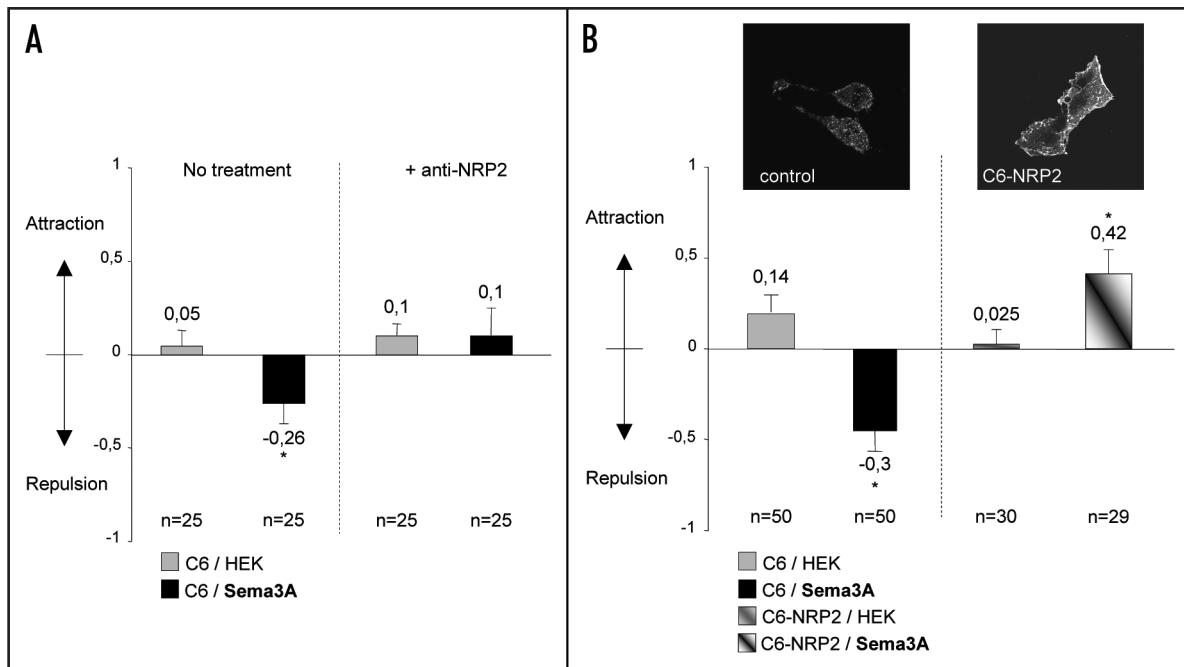 A
No treatment
+ anti-NRP2
1
Attraction
0,5
0,05
0,1
0,1
0
-0,26
*
-0,5
Repulsion
n=25
n=25
n=25
n=25
-1
C6 / HEK
C6 / Sema3A
B
control
C6-NRP2
1
Attraction
*
0,42
0,5
0,14
0,025
0
-0,5
-0,3
*
Repulsion
n=50
n=50
n=30
n=29
-1
C6 / HEK
C6 / Sema3A
C6-NRP2 / HEK
C6-NRP2 / Sema3A